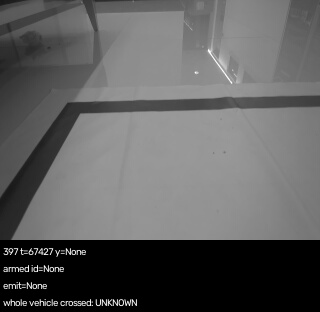 397 t=67427 y=None
armed id=None
emit=None
whole vehicle crossed: UNKNOWN